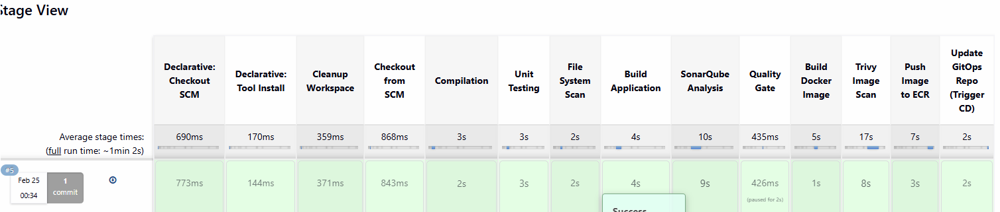 Stage View
Declarative:
Checkout
SCM
Declarative:
Tool Install
Cleanup
Workspace
Checkout
from
SCM
Compilation
Unit
Testing
File
System
Scan
Build
Application
SonarQube
Analysis
Quality
Gate
Build
Docker
Image
Trivy
Image
Scan
Push
Image
to ECR
Update
GitOps
Repo
(Trigger
CD)
Average stage times:
(full run time: ~1min 2s)
690ms 170ms 359ms 868ms 3s 3s 2s 4s 10s 435ms 5s 17s 7s 2s
#5
Feb 25
00:34
1
commit
773ms 144ms 371ms 843ms 2s 3s 2s 4s 9s 426ms 1s 8s 3s 2s
(paused for 2s)
Success